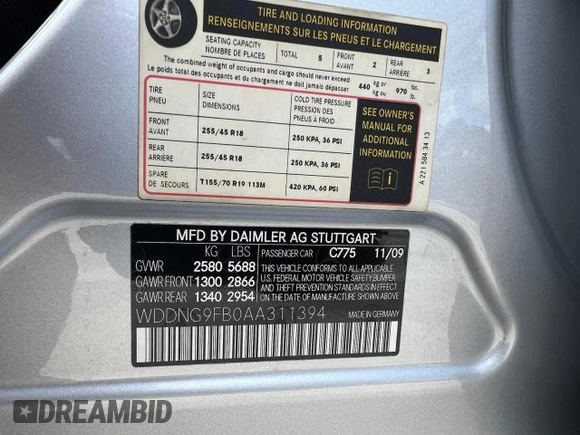 TIRE AND LOADING INFORMATION
RENSEIGNEMENTS SUR LES PNEUS ET LE CHARGEMENT
SEATING CAPACITY TOTAL 5 FRONT 2 REAR 3
NOMBRE DE PLACES AVANT ARRIÈRE
The combined weight of occupants and cargo should never exceed 440 kg or 970 lbs.
Le poids total des occupants et du chargement ne doit jamais dépasser kg ou lb.
TIRE SIZE COLD TIRE PRESSURE
PNEU DIMENSIONS PRESSION DES PNEUS À FROID
FRONT 255/45 R18 250 KPA, 36 PSI
AVANT
REAR 255/45 R18 250 KPA, 36 PSI
ARRIÈRE
SPARE T155/70 R19 113M 420 KPA, 60 PSI
DE SECOURS
SEE OWNER'S
MANUAL FOR
ADDITIONAL
INFORMATION
A 221 584 34 13
MFD BY DAIMLER AG STUTTGART
KG LBS PASSENGER CAR C775 11/09
GVWR 2580 5688 THIS VEHICLE CONFORMS TO ALL APPLICABLE
GAWR FRONT 1300 2866 U.S. FEDERAL MOTOR VEHICLE SAFETY,BUMPER
GAWR REAR 1340 2954 AND THEFT PREVENTION STANDARDS IN EFFECT
ON THE DATE OF MANUFACTURE SHOWN ABOVE.
WDDNG9FB0AA311394 MADE IN GERMANY
DREAMBID